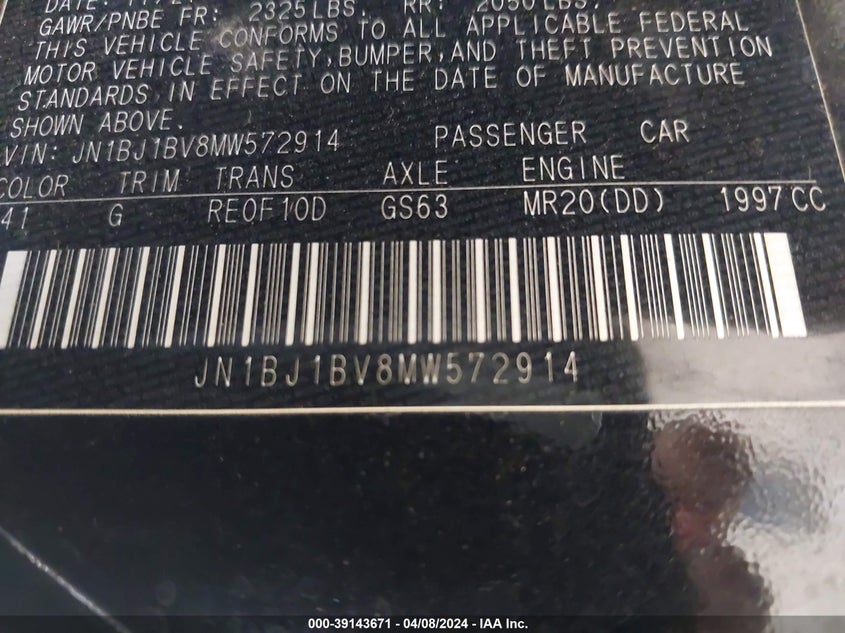 DATE:
GAWR/PNBE FR: 2325LBS. RR: 2050LBS.
THIS VEHICLE CONFORMS TO ALL APPLICABLE FEDERAL
MOTOR VEHICLE SAFETY,BUMPER,AND THEFT PREVENTION
STANDARDS IN EFFECT ON THE DATE OF MANUFACTURE
SHOWN ABOVE.
VIN: JN1BJ1BV8MW572914 PASSENGER CAR
COLOR TRIM TRANS AXLE ENGINE
41 G RE0F10D GS63 MR20(DD) 1997CC
JN1BJ1BV8MW572914
000-39143671 - 04/08/2024 - IAA Inc.